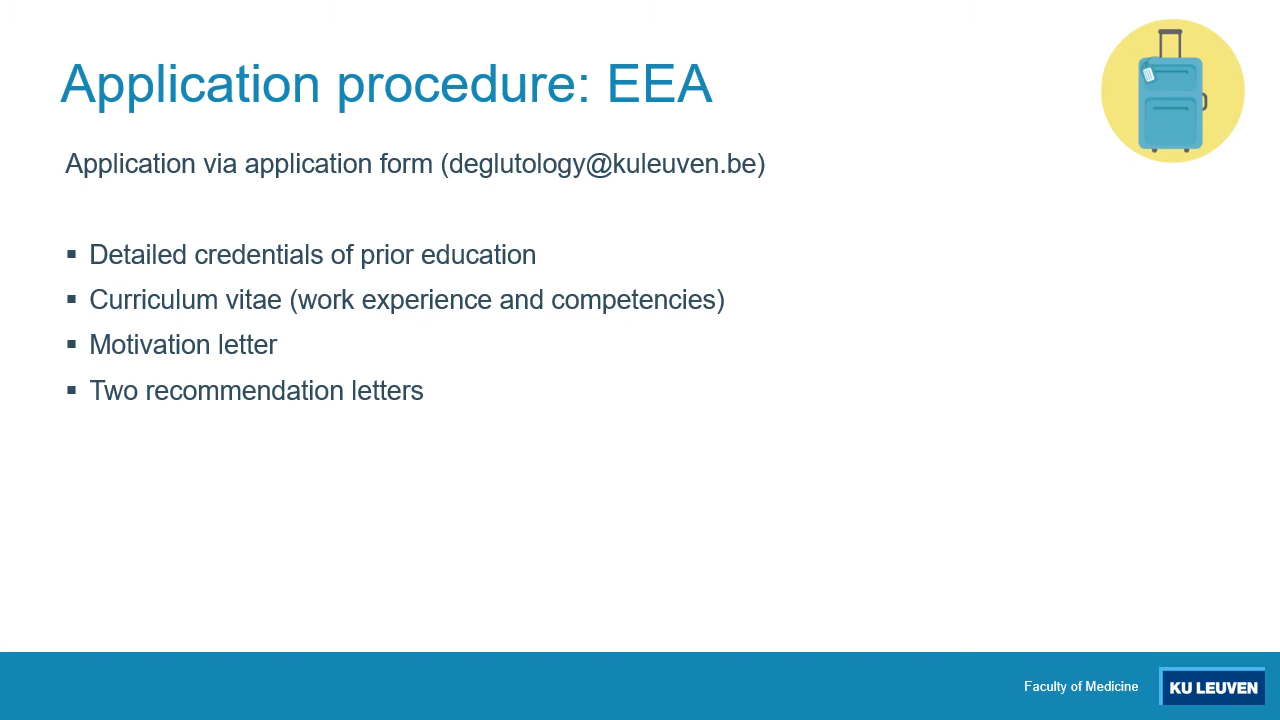 Application procedure: EEA
Application via application form (deglutology@kuleuven.be)
▪ Detailed credentials of prior education
▪ Curriculum vitae (work experience and competencies)
▪ Motivation letter
▪ Two recommendation letters
Faculty of Medicine
KU LEUVEN